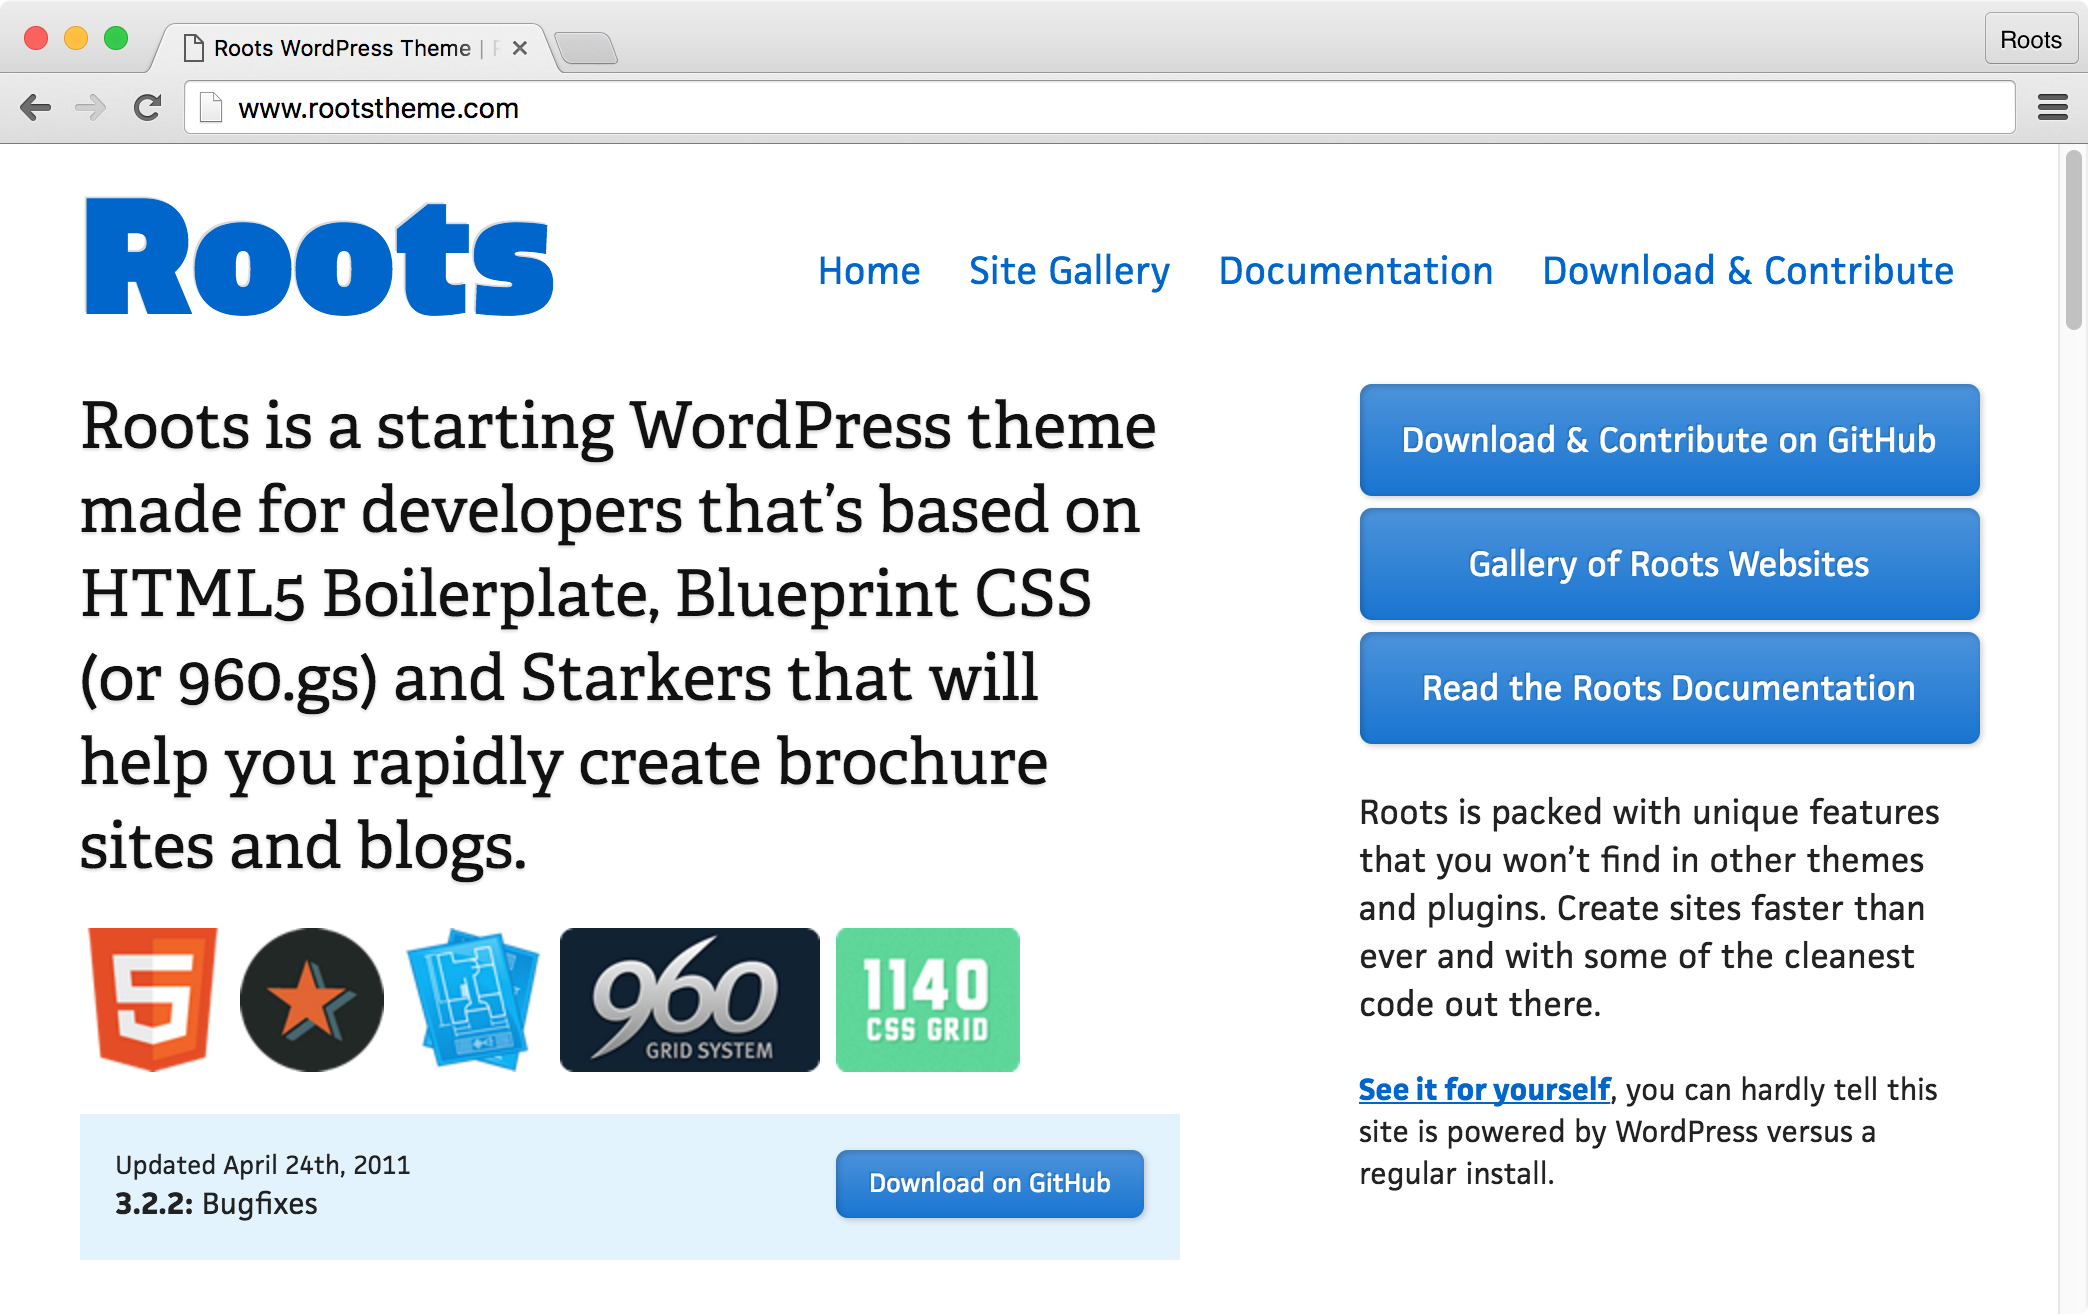 Roots WordPress Theme |
Roots
www.rootstheme.com
Roots
Home Site Gallery Documentation Download & Contribute
Roots is a starting WordPress theme
made for developers that’s based on
HTML5 Boilerplate, Blueprint CSS
(or 960.gs) and Starkers that will
help you rapidly create brochure
sites and blogs.
5
960
GRID SYSTEM
1140
CSS GRID
Updated April 24th, 2011
3.2.2: Bugfixes
Download on GitHub
Download & Contribute on GitHub
Gallery of Roots Websites
Read the Roots Documentation
Roots is packed with unique features
that you won’t find in other themes
and plugins. Create sites faster than
ever and with some of the cleanest
code out there.
See it for yourself, you can hardly tell this
site is powered by WordPress versus a
regular install.